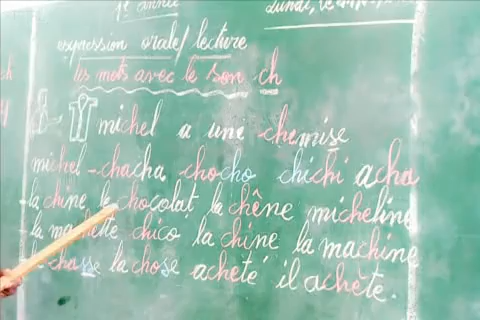 1e année
Lundi, le
expression orale/lecture
les mots avec le son ch
michel a une chemise
michel - chacha chocho chichi acha
la chine le chocolat la chêne micheline
la chico la chine la machine
chasse la chose acheté il achète.